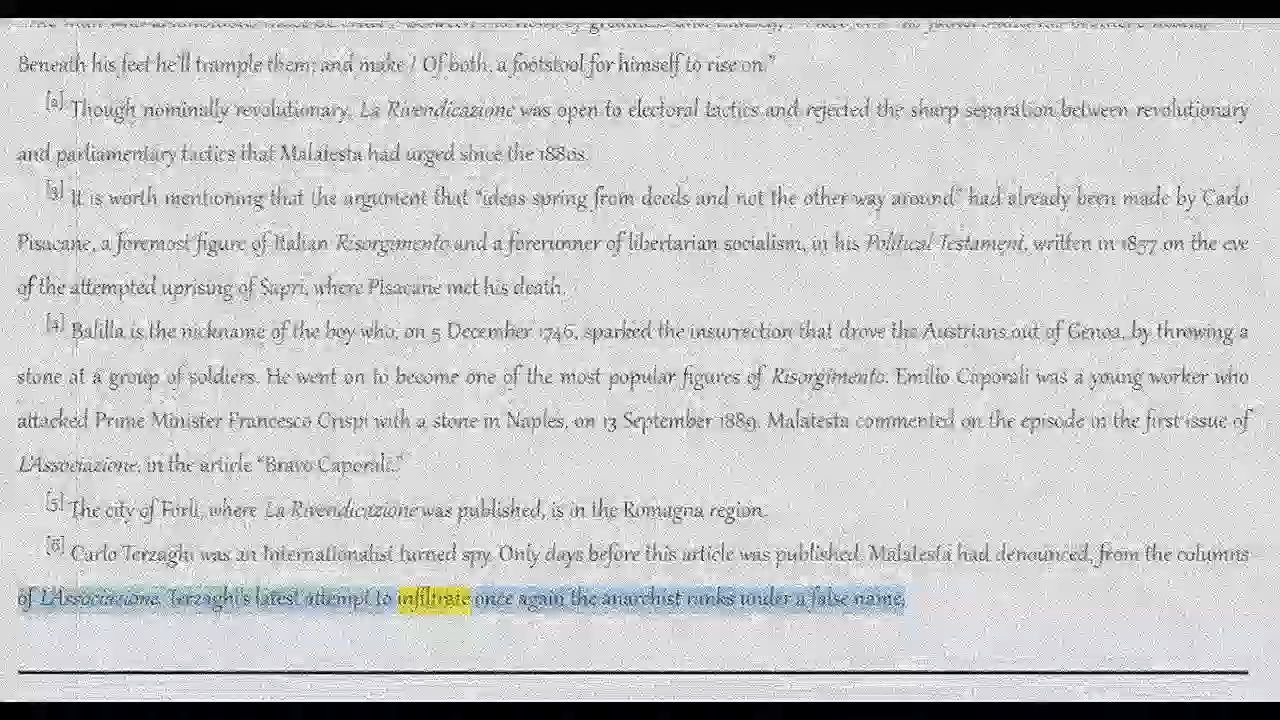 Beneath his feet he'll trample them; and make / Of both, a footstool for himself to rise on."
[2] Though nominally revolutionary, La Rivendicazione was open to electoral tactics and rejected the sharp separation between revolutionary
and parliamentary tactics that Malatesta had urged since the 1880s.
[3] It is worth mentioning that the argument that "ideas spring from deeds and not the other way around" had already been made by Carlo
Pisacane, a foremost figure of Italian Risorgimento and a forerunner of libertarian socialism, in his Political Testament, written in 1857 on the eve
of the attempted uprising of Sapri, where Pisacane met his death.
[4] Balilla is the nickname of the boy who, on 5 December 1746, sparked the insurrection that drove the Austrians out of Genoa, by throwing a
stone at a group of soldiers. He went on to become one of the most popular figures of Risorgimento. Emilio Caporali was a young worker who
attacked Prime Minister Francesco Crispi with a stone in Naples, on 13 September 1889. Malatesta commented on the episode in the first issue of
L'Associazione, in the article "Bravo Caporali."
[5] The city of Forlì, where La Rivendicazione was published, is in the Romagna region.
[6] Carlo Terzaghi was an Internationalist turned spy. Only days before this article was published, Malatesta had denounced, from the columns
of L'Associazione, Terzaghi's latest attempt to infiltrate once again the anarchist ranks under a false name.